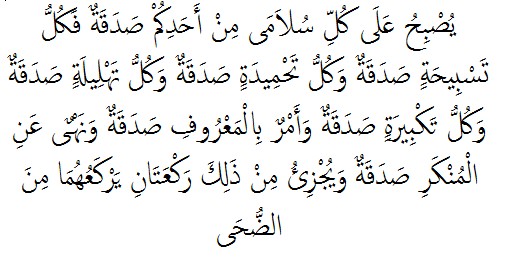 يُصْبِحُ عَلَى كُلِّ سُلاَمَى مِنْ أَحَدِكُمْ صَدَقَةٌ فَكُلُّ
تَسْبِيحَةٍ صَدَقَةٌ وَكُلُّ تَحْمِيدَةٍ صَدَقَةٌ وَكُلُّ تَهْلِيلَةٍ صَدَقَةٌ
وَكُلُّ تَكْبِيرَةٍ صَدَقَةٌ وَأَمْرٌ بِالْمَعْرُوفِ صَدَقَةٌ وَنَهْىٌ عَنِ
الْمُنْكَرِ صَدَقَةٌ وَيُجْزِئُ مِنْ ذَلِكَ رَكْعَتَانِ يَرْكَعُهُمَا مِنَ
الضُّحَى